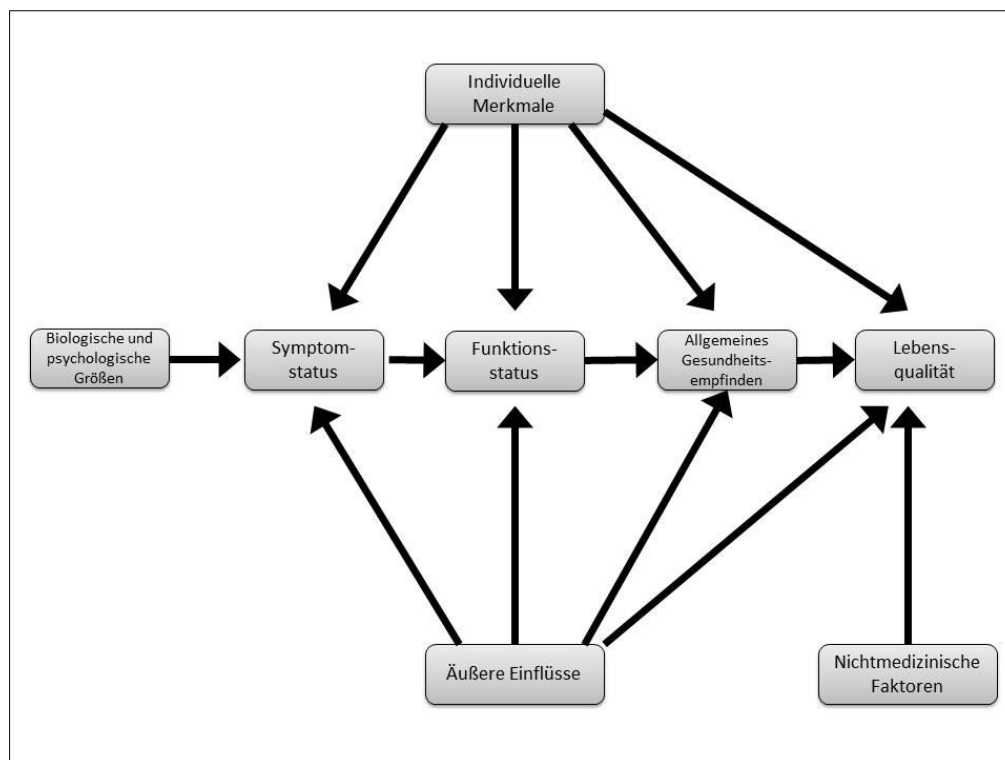 Individuelle
Merkmale
Biologische und
psychologische
Größen
Symptom-
status
Funktions-
status
Allgemeines
Gesundheits-
empfinden
Lebens-
qualität
Äußere Einflüsse
Nichtmedizinische
Faktoren